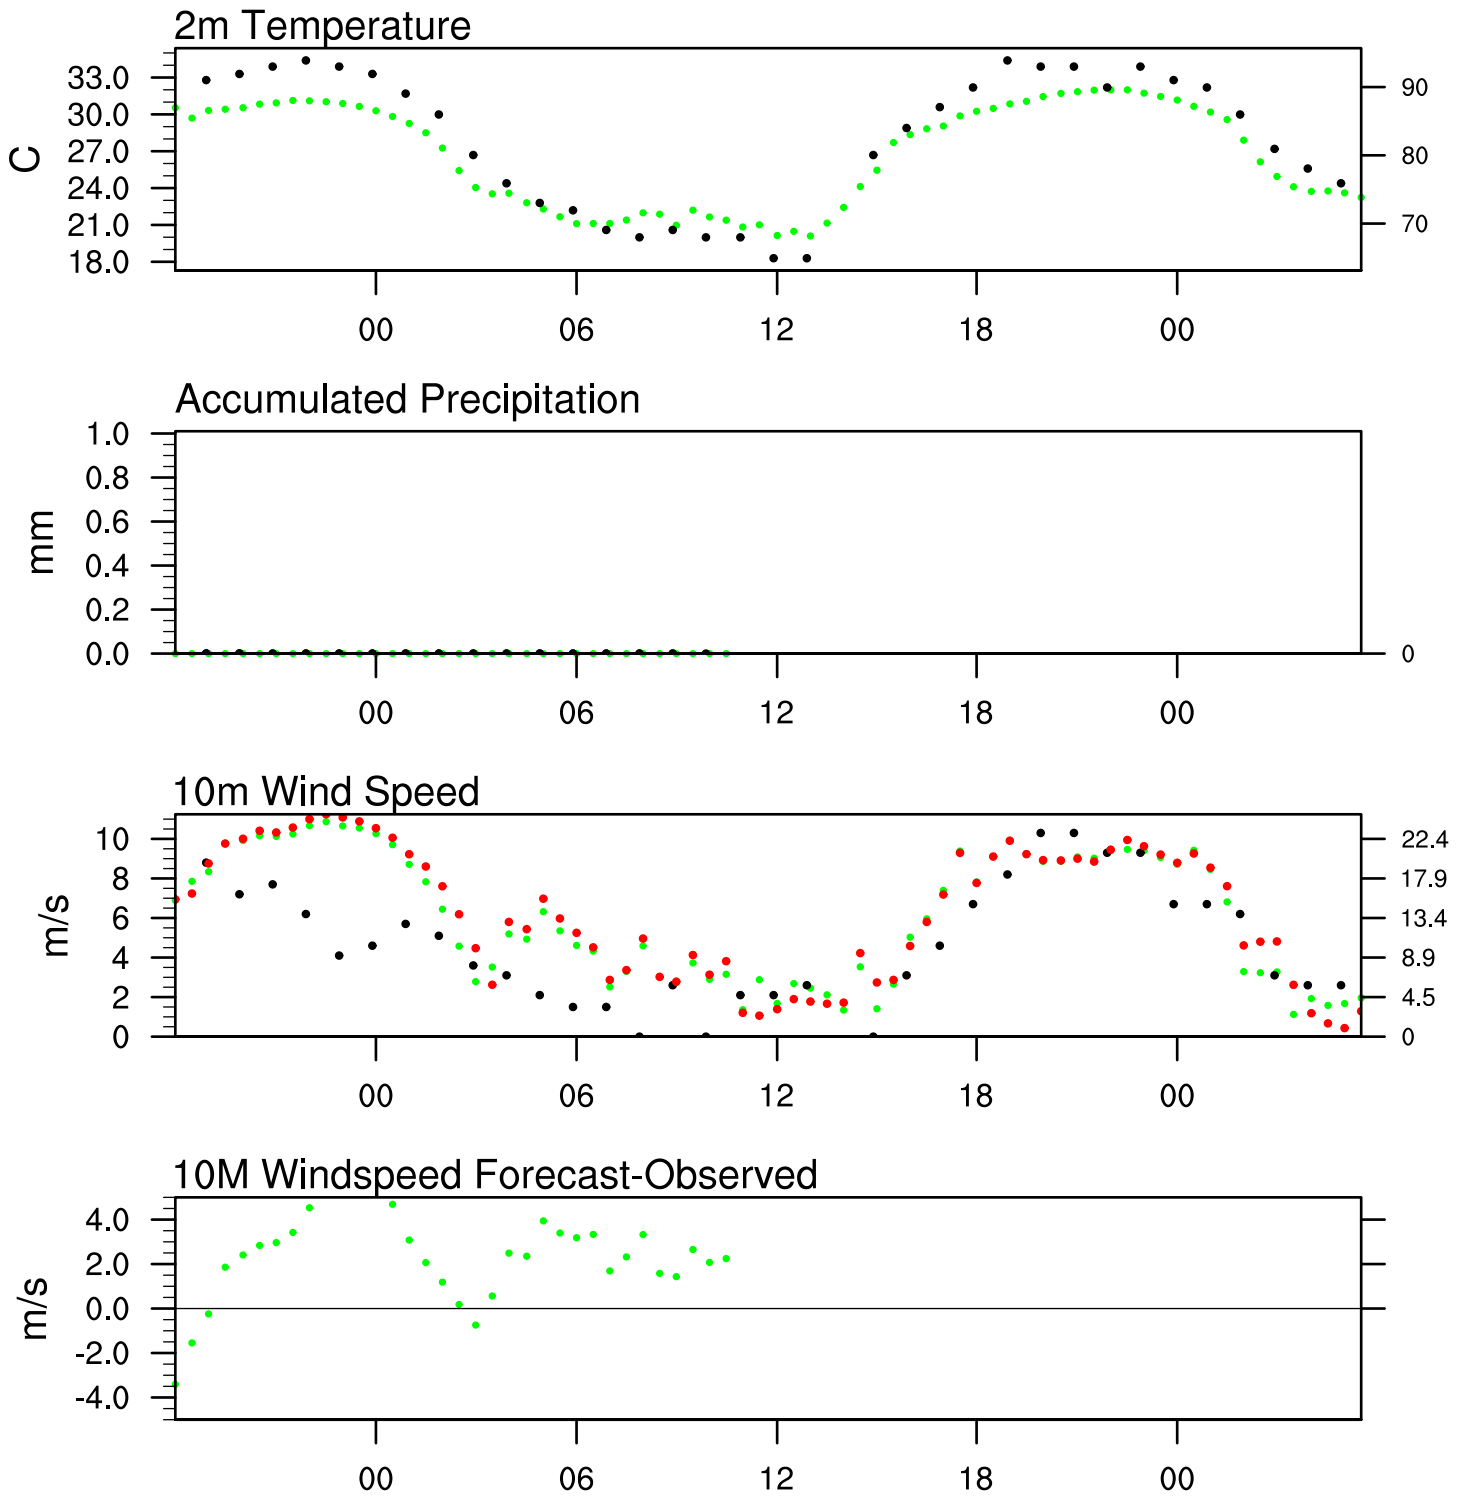 2m Temperature
33.0
30.0
27.0
24.0
21.0
18.0
C
90
80
70
00 06 12 18 00
Accumulated Precipitation
1.0
0.8
0.6
0.4
0.2
0.0
mm
0
00 06 12 18 00
10m Wind Speed
10
8
6
4
2
0
m/s
22.4
17.9
13.4
8.9
4.5
0
00 06 12 18 00
10M Windspeed Forecast-Observed
4.0
2.0
0.0
-2.0
-4.0
m/s
00 06 12 18 00